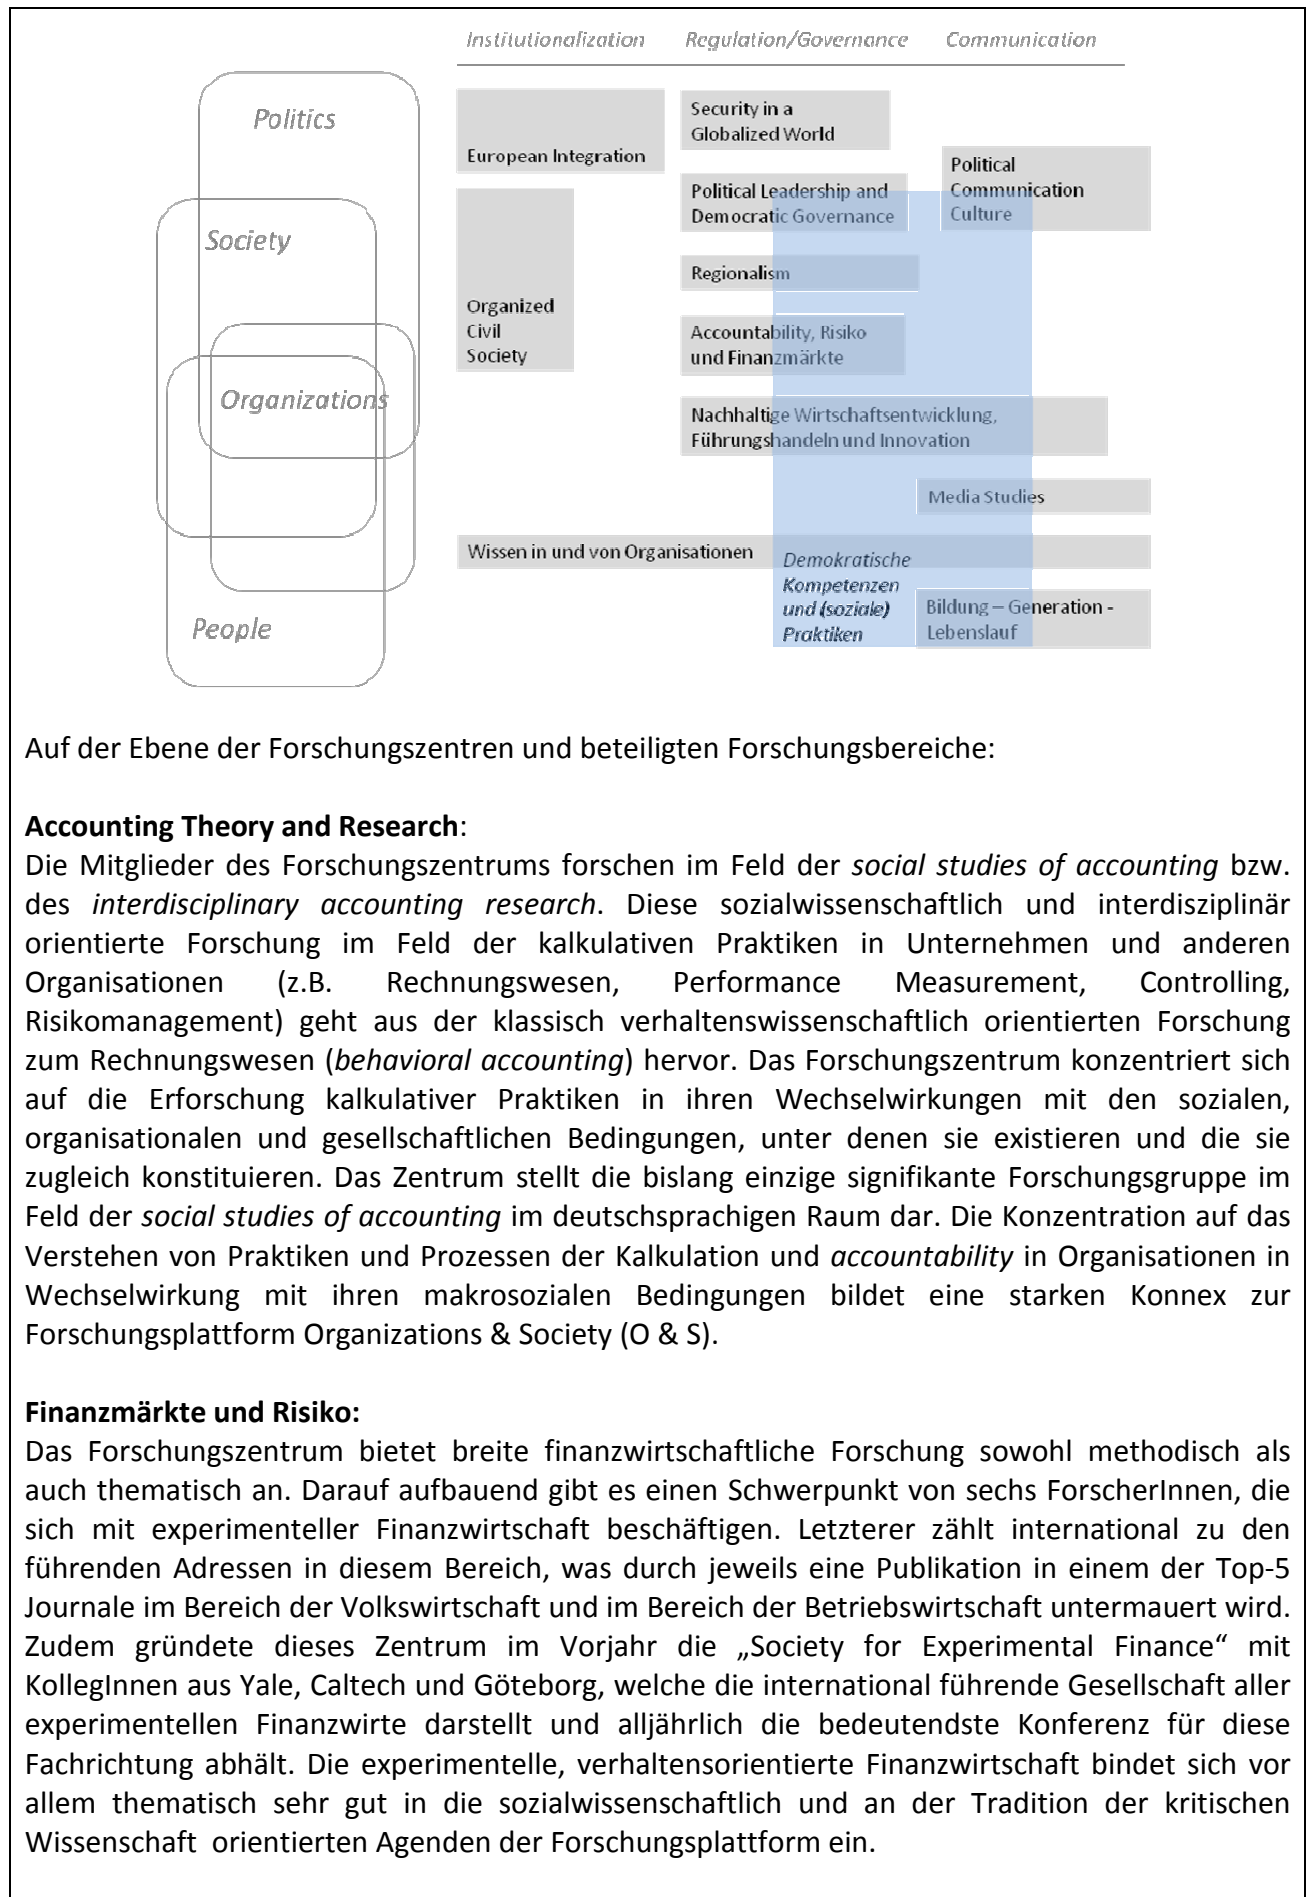 Institutionalization Regulation/Governance Communication
Politics
Society
Organizations
People
European Integration
Organized
Civil
Society
Security in a
Globalized World
Political Leadership and
Democratic Governance
Regionalism
Accountability, Risiko
und Finanzmärkte
Nachhaltige Wirtschaftsentwicklung,
Führungshandeln und Innovation
Political
Communication
Culture
Media Studies
Wissen in und von Organisationen
Demokratische
Kompetenzen
und (soziale)
Praktiken
Bildung – Generation -
Lebenslauf
Auf der Ebene der Forschungszentren und beteiligten Forschungsbereiche:
Accounting Theory and Research:
Die Mitglieder des Forschungszentrums forschen im Feld der social studies of accounting bzw.
des interdisciplinary accounting research. Diese sozialwissenschaftlich und interdisziplinär
orientierte Forschung im Feld der kalkulativen Praktiken in Unternehmen und anderen
Organisationen (z.B. Rechnungswesen, Performance Measurement, Controlling,
Risikomanagement) geht aus der klassisch verhaltenswissenschaftlich orientierten Forschung
zum Rechnungswesen (behavioral accounting) hervor. Das Forschungszentrum konzentriert sich
auf die Erforschung kalkulativer Praktiken in ihren Wechselwirkungen mit den sozialen,
organisationalen und gesellschaftlichen Bedingungen, unter denen sie existieren und die sie
zugleich konstituieren. Das Zentrum stellt die bislang einzige signifikante Forschungsgruppe im
Feld der social studies of accounting im deutschsprachigen Raum dar. Die Konzentration auf das
Verstehen von Praktiken und Prozessen der Kalkulation und accountability in Organisationen in
Wechselwirkung mit ihren makrosozialen Bedingungen bildet eine starken Konnex zur
Forschungsplattform Organizations & Society (O & S).
Finanzmärkte und Risiko:
Das Forschungszentrum bietet breite finanzwirtschaftliche Forschung sowohl methodisch als
auch thematisch an. Darauf aufbauend gibt es einen Schwerpunkt von sechs ForscherInnen, die
sich mit experimenteller Finanzwirtschaft beschäftigen. Letzterer zählt international zu den
führenden Adressen in diesem Bereich, was durch jeweils eine Publikation in einem der Top-5
Journale im Bereich der Volkswirtschaft und im Bereich der Betriebswirtschaft untermauert wird.
Zudem gründete dieses Zentrum im Vorjahr die „Society for Experimental Finance“ mit
KollegInnen aus Yale, Caltech und Göteborg, welche die international führende Gesellschaft aller
experimentellen Finanzwirte darstellt und alljährlich die bedeutendste Konferenz für diese
Fachrichtung abhält. Die experimentelle, verhaltensorientierte Finanzwirtschaft bindet sich vor
allem thematisch sehr gut in die sozialwissenschaftlich und an der Tradition der kritischen
Wissenschaft orientierten Agenden der Forschungsplattform ein.